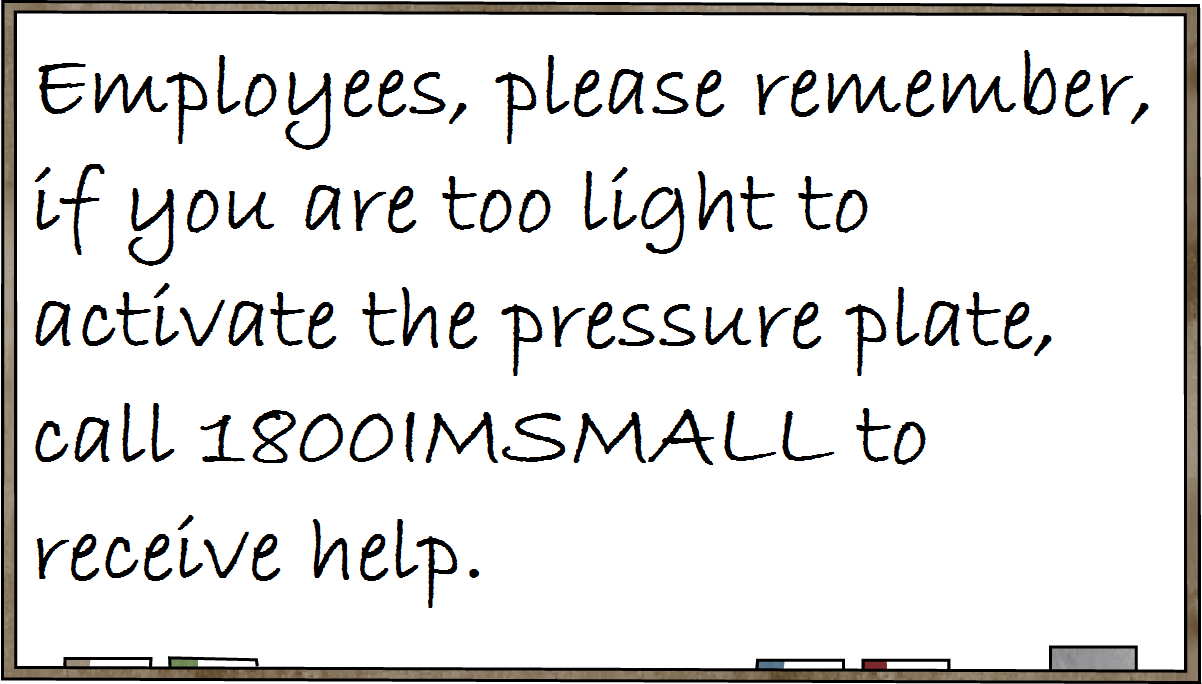 Employees, please remember,
if you are too light to
activate the pressure plate,
call 1800IMSMALL to
receive help.